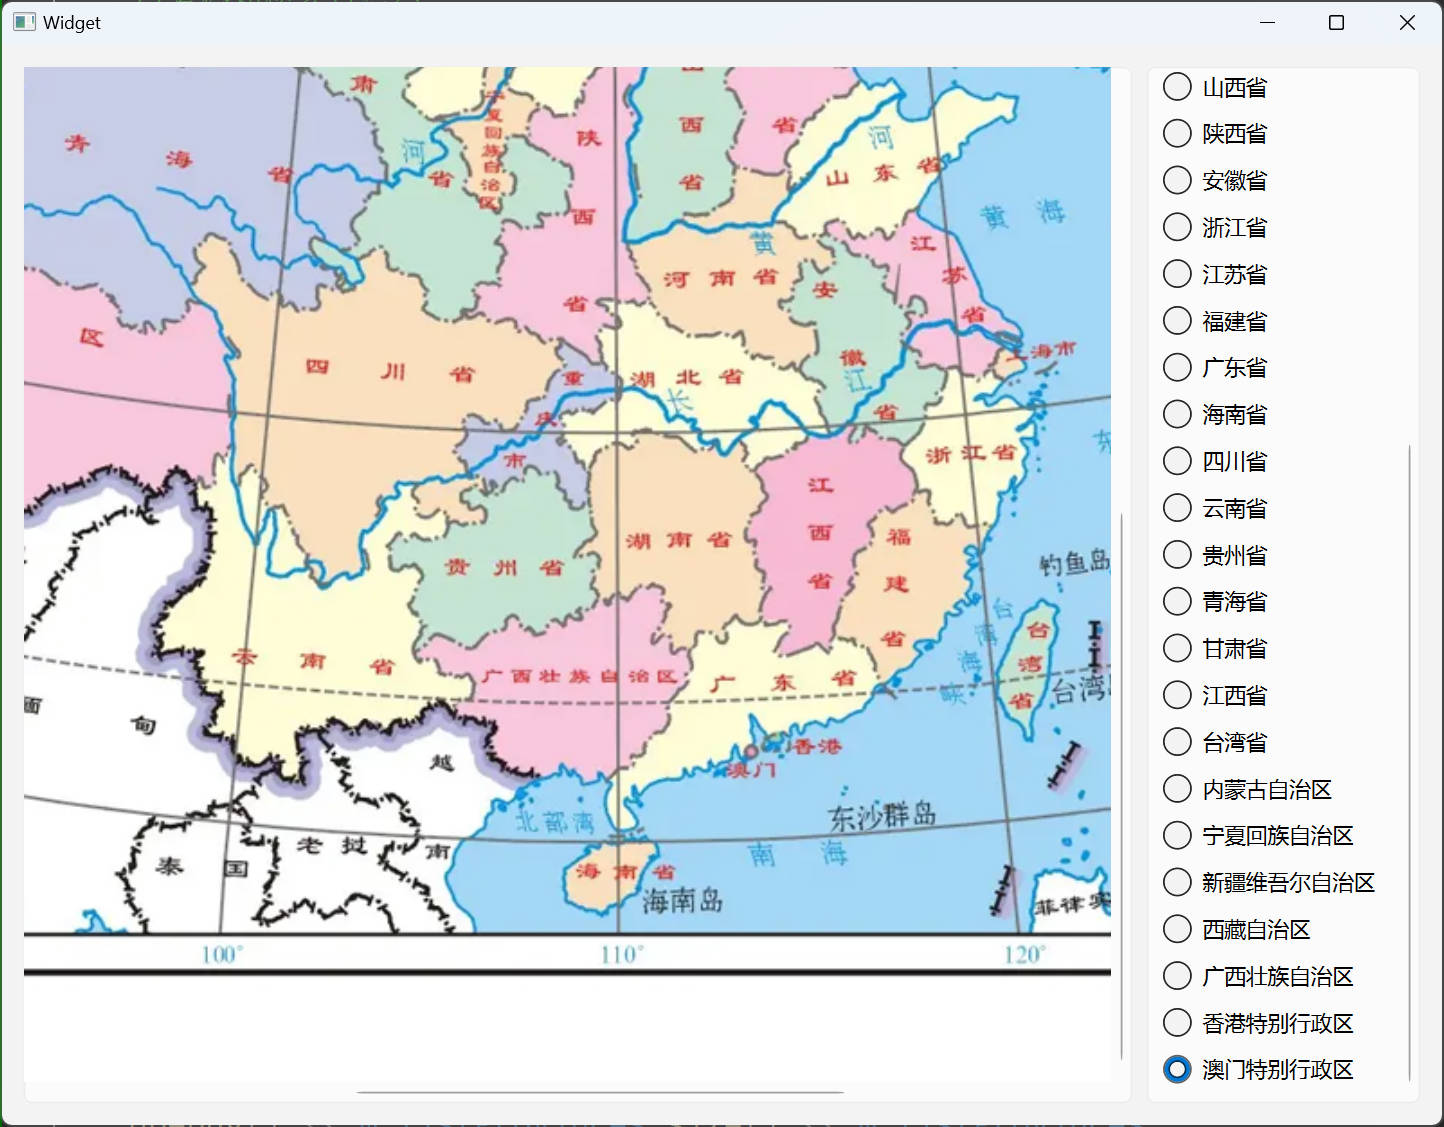 Widget
肃
宁夏回族自治区
陕西省
山西省
省
青海省
河
省
河
山东省
黄海
黄
江苏省
河南省
安徽省
区
四川省
重庆市
湖北省
上海市
长
江
浙江省
东
江西省
湖南省
贵州省
福建省
钓鱼岛
台湾海峡
台湾省
云南省
广西壮族自治区
广东省
台湾
缅甸
香港
澳门
越南
北部湾
东沙群岛
南海
老挝
泰国
海南省
海南岛
菲律宾
100°
110°
120°
山西省
陕西省
安徽省
浙江省
江苏省
福建省
广东省
海南省
四川省
云南省
贵州省
青海省
甘肃省
江西省
台湾省
内蒙古自治区
宁夏回族自治区
新疆维吾尔自治区
西藏自治区
广西壮族自治区
香港特别行政区
澳门特别行政区